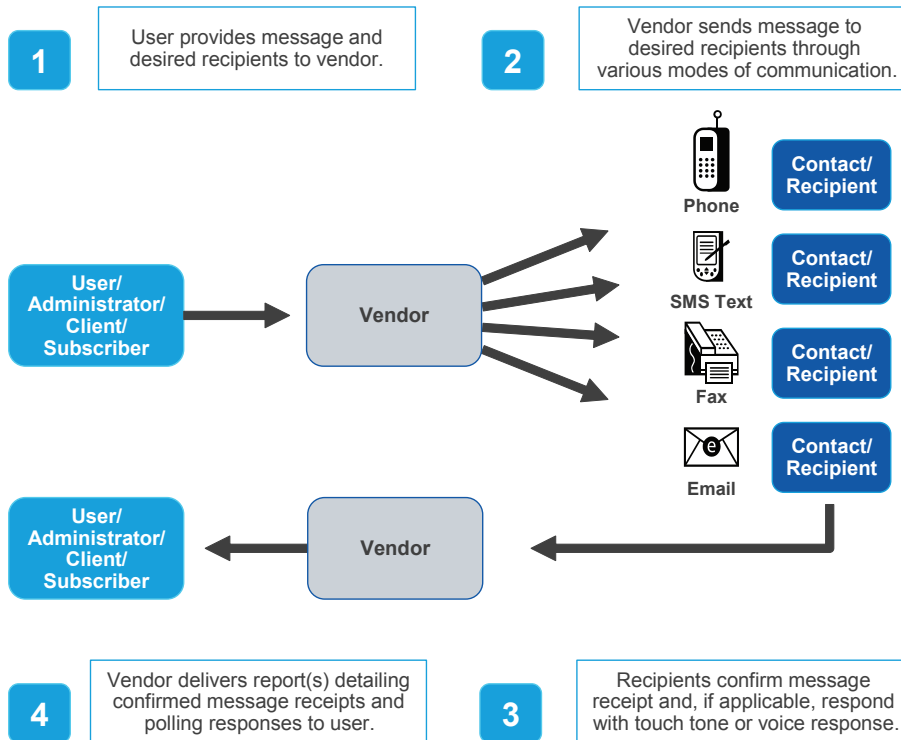 1
User provides message and
desired recipients to vendor.
2
Vendor sends message to
desired recipients through
various modes of communication.
Phone
Contact/
Recipient
User/
Administrator/
Client/
Subscriber
Vendor
SMS Text
Contact/
Recipient
Fax
Contact/
Recipient
e
Email
Contact/
Recipient
User/
Administrator/
Client/
Subscriber
Vendor
4
Vendor delivers report(s) detailing
confirmed message receipts and
polling responses to user.
3
Recipients confirm message
receipt and, if applicable, respond
with touch tone or voice response.